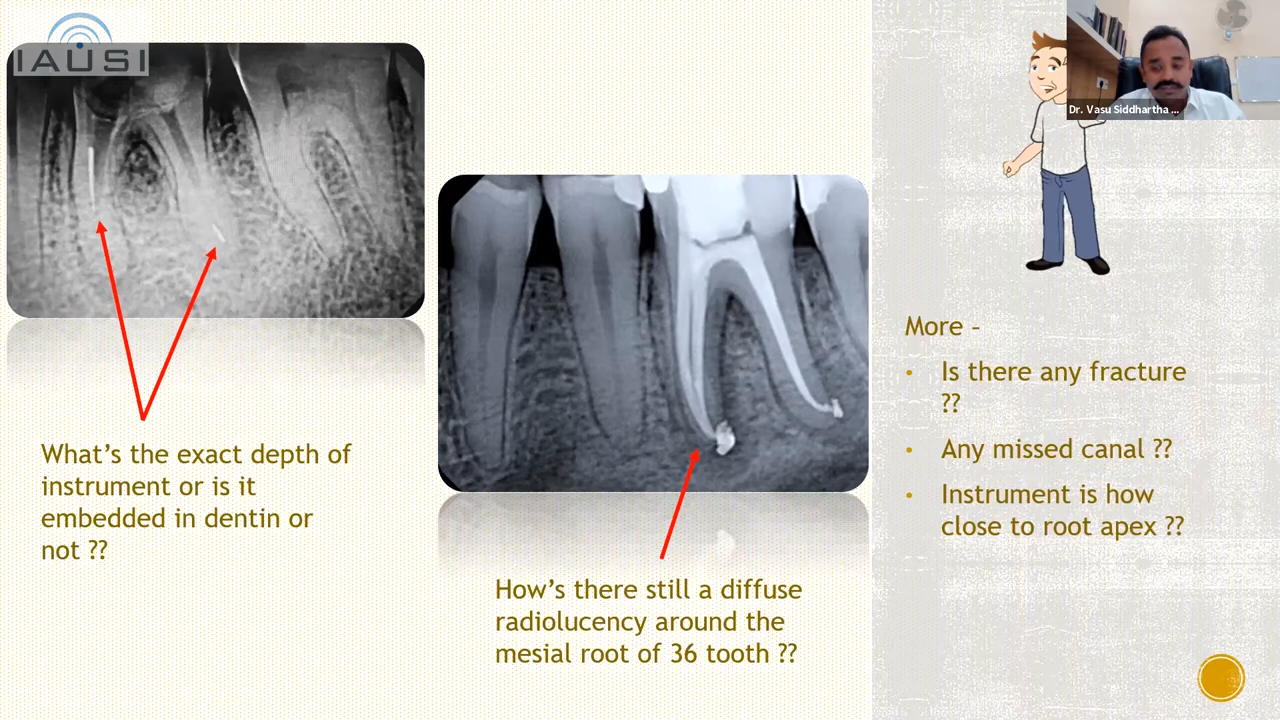 IAUSI
Dr. Vasu Siddhartha ...
What's the exact depth of
instrument or is it
embedded in dentin or
not ??
How's there still a diffuse
radiolucency around the
mesial root of 36 tooth ??
More –
• Is there any fracture
??
• Any missed canal ??
• Instrument is how
close to root apex ??